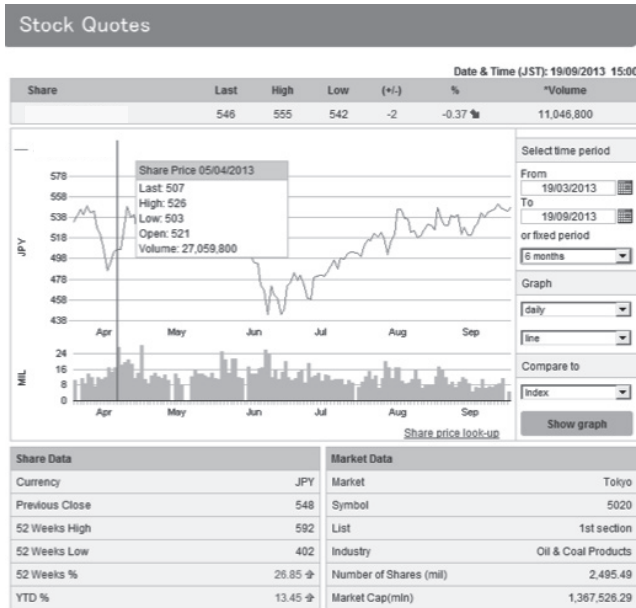 Stock Quotes
Date & Time (JST): 19/09/2013 15:00
Share Last High Low (+/-) % *Volume
546 555 542 -2 -0.37 11,046,800
Select time period
From
19/03/2013
To
19/09/2013
or fixed period
6 months
Graph
daily
line
Compare to
Index
Show graph
JPY
578
558
538
518
498
478
458
438
Share Price 05/04/2013
Last: 507
High: 526
Low: 503
Open: 521
Volume: 27,059,800
Apr May Jun Jul Aug Sep
MIL
24
16
8
0
Apr May Jun Jul Aug Sep
Share price look-up
Share Data
Currency JPY
Previous Close 548
52 Weeks High 592
52 Weeks Low 402
52 Weeks % 26.85
YTD % 13.45
Market Data
Market Tokyo
Symbol 5020
List 1st section
Industry Oil & Coal Products
Number of Shares (mil) 2,495.49
Market Cap(mln) 1,367,526.29